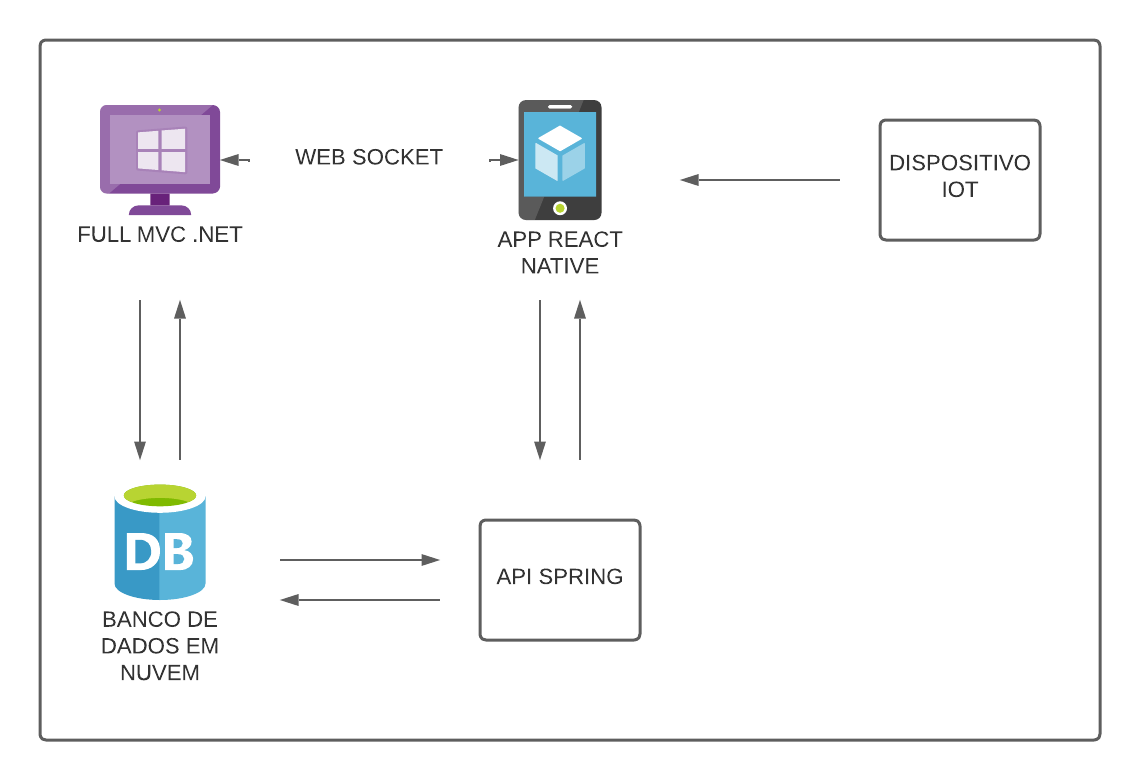 WEB SOCKET
DISPOSITIVO
IOT
FULL MVC .NET
APP REACT
NATIVE
DB
API SPRING
BANCO DE
DADOS EM
NUVEM